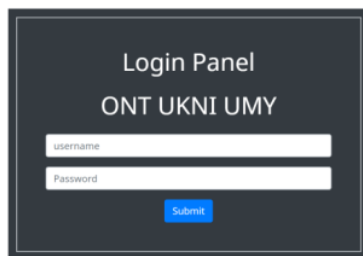 Login Panel
ONT UKNI UMY
username
Password
Submit